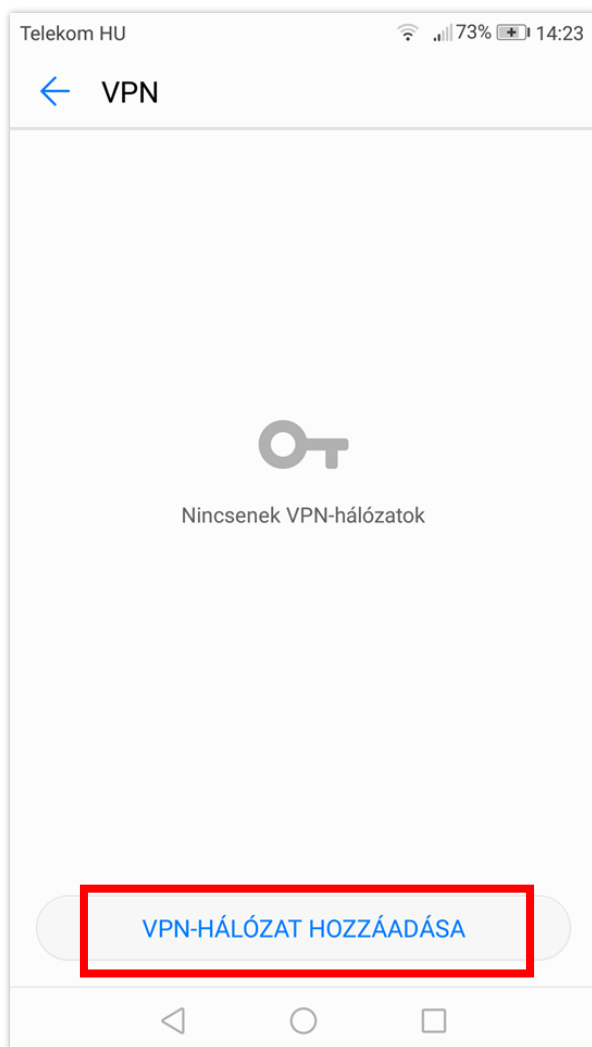 Telekom HU 73% 14:23
VPN
Nincsenek VPN-hálózatok
VPN-HÁLÓZAT HOZZÁADÁSA